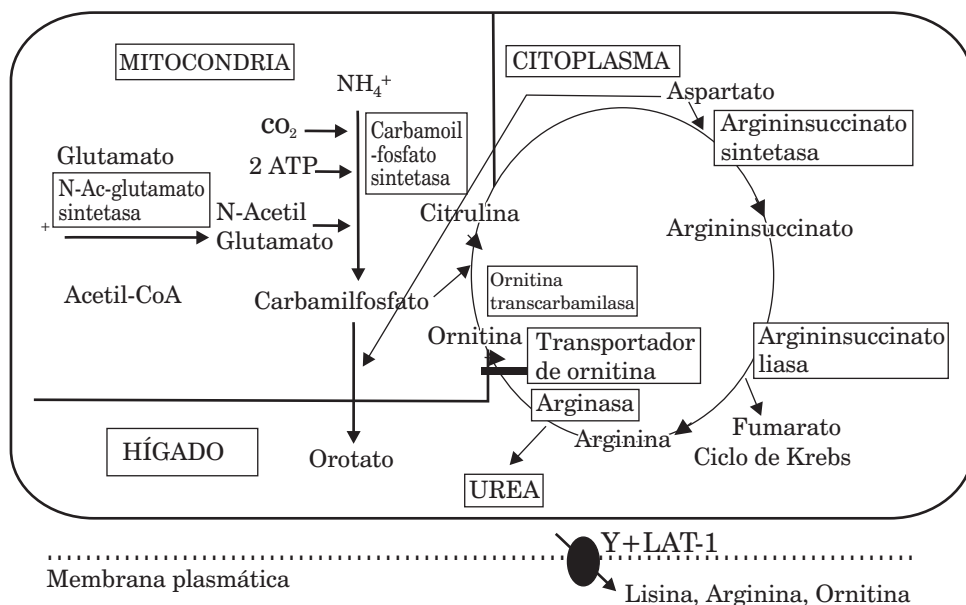 MITOCONDRIA
CITOPLASMA
NH₄⁺
Aspartato
CO₂
Carbamoil
-fosfato
sintetasa
Argininsuccinato
sintetasa
Glutamato
2 ATP
N-Ac-glutamato
sintetasa
+
N-Acetil
Glutamato
Citrulina
Argininsuccinato
Acetil-CoA
Carbamilfosfato
Ornitina
transcarbamilasa
Ornitina
Transportador
de ornitina
Argininsuccinato
liasa
Arginasa
HÍGADO
Orotato
Arginina
Fumarato
Ciclo de Krebs
UREA
Y+LAT-1
Membrana plasmática
Lisina, Arginina, Ornitina